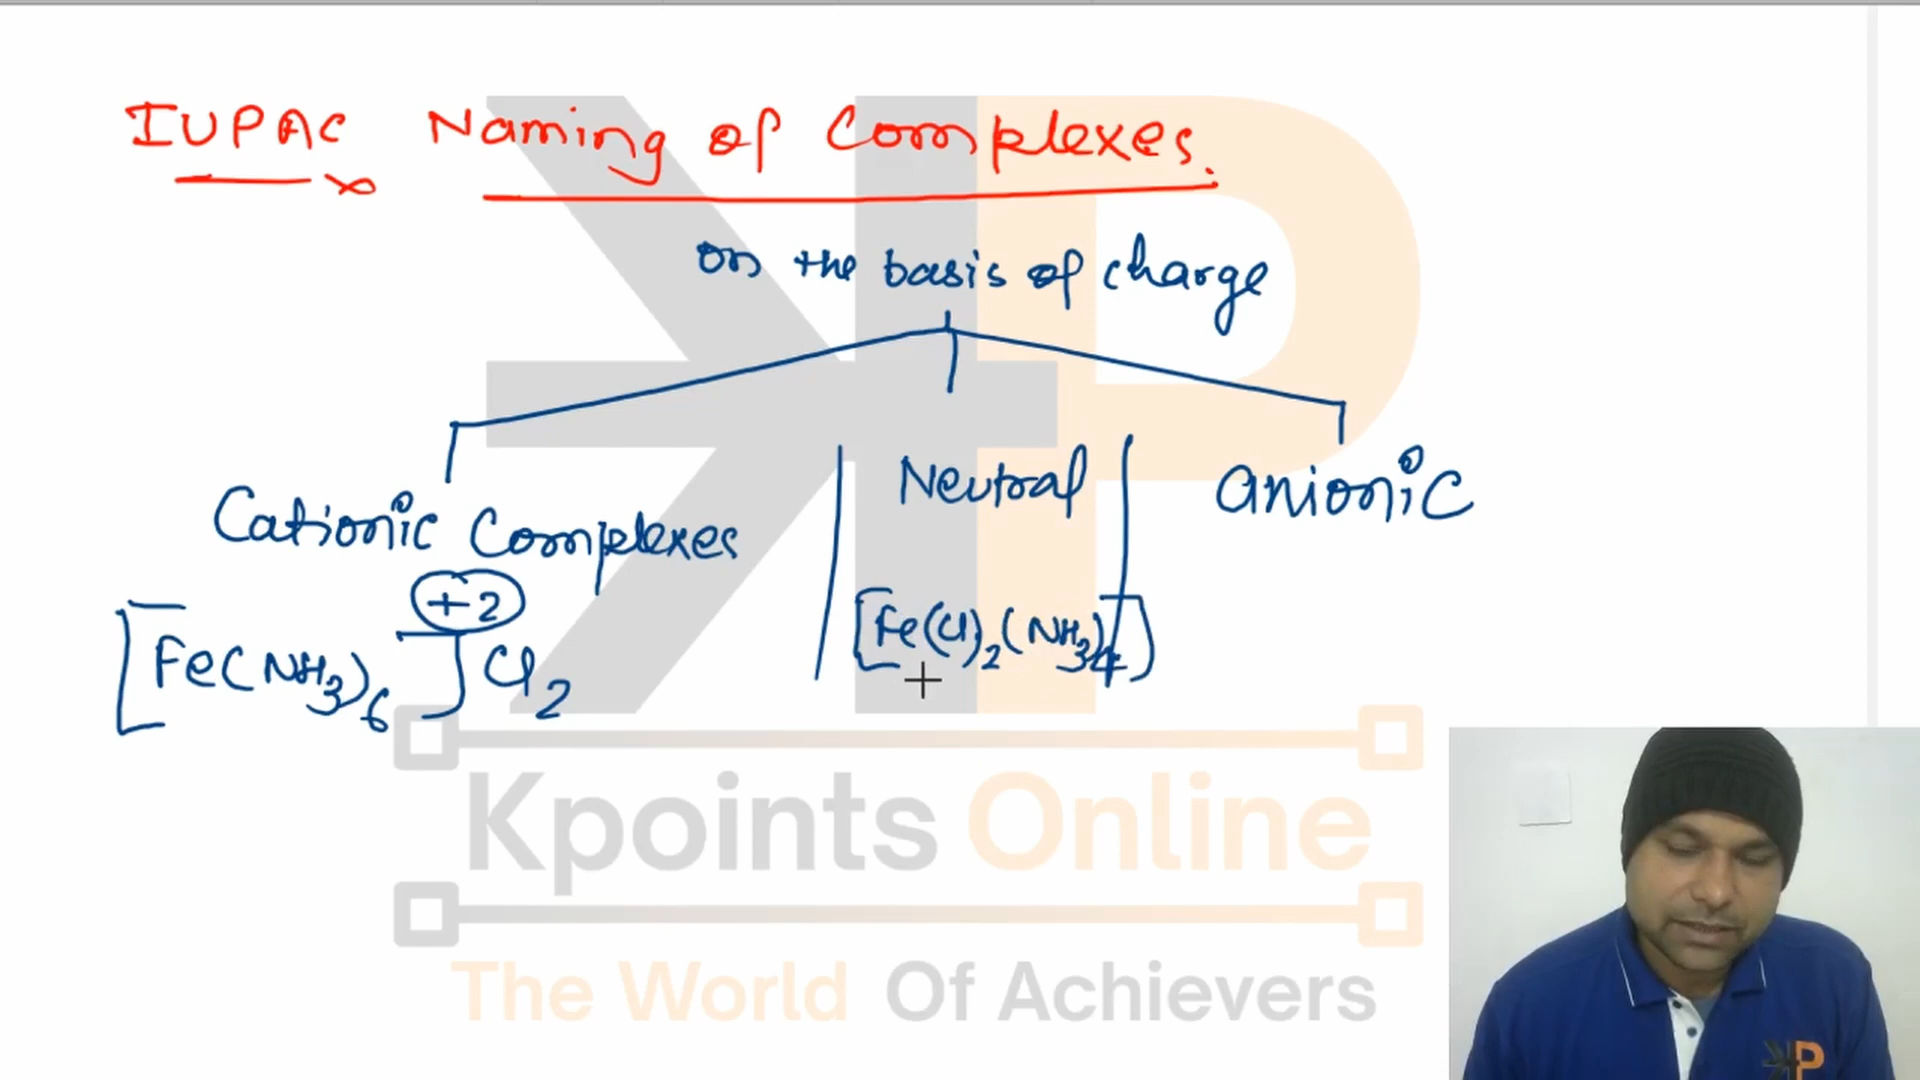 IUPAC Naming of Complexes.
on the basis of charge
Cationic Complexes
Neutral
anionic
+2
[Fe(NH3)6]Cl2
[Fe(Cl)2(NH3)4]
Kpoints Online
The World Of Achievers
KP